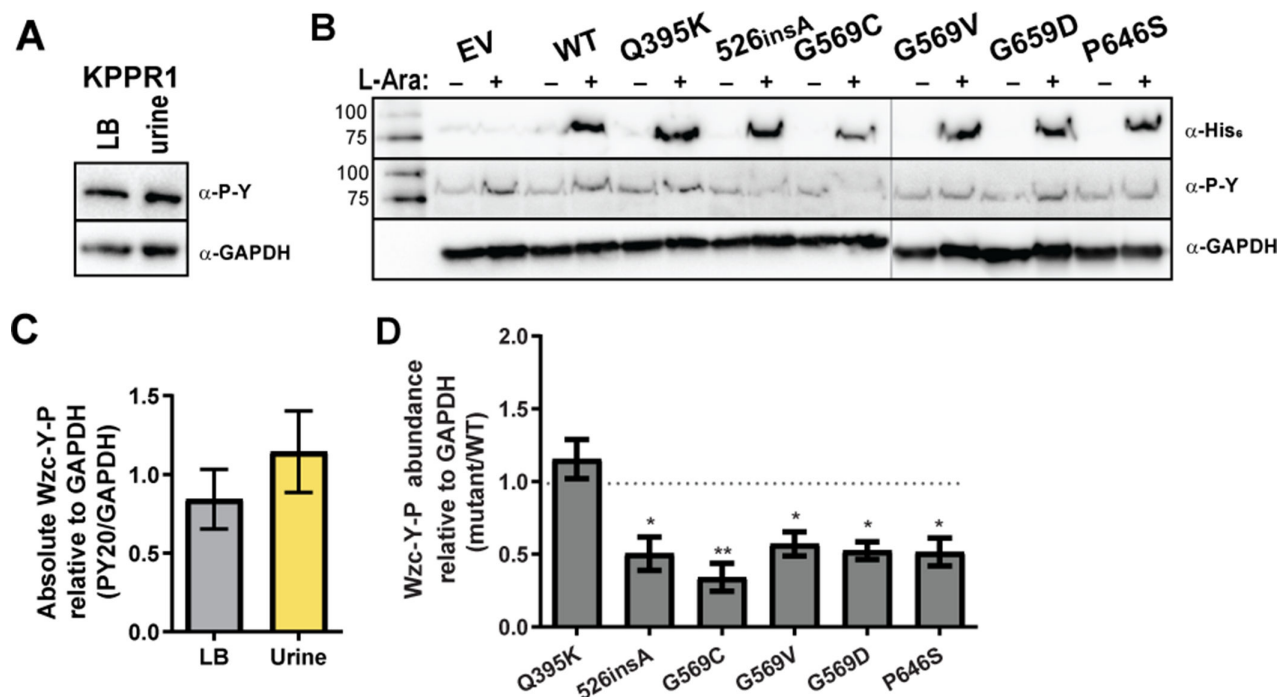 A
KPPR1
LB urine
α-P-Y
α-GAPDH
B
EV WT Q395K 526insA G569C G569V G659D P646S
L-Ara: – + – + – + – + – + – + – + – +
100
75
α-His₆
100
75
α-P-Y
α-GAPDH
C
Absolute Wzc-Y-P
relative to GAPDH
(PY20/GAPDH)
1.5
1.0
0.5
0.0
LB Urine
D
Wzc-Y-P abundance
relative to GAPDH
(mutant/WT)
2.0
1.5
1.0
0.5
0.0
* ** * * *
Q395K 526insA G569C G569V G569D P646S